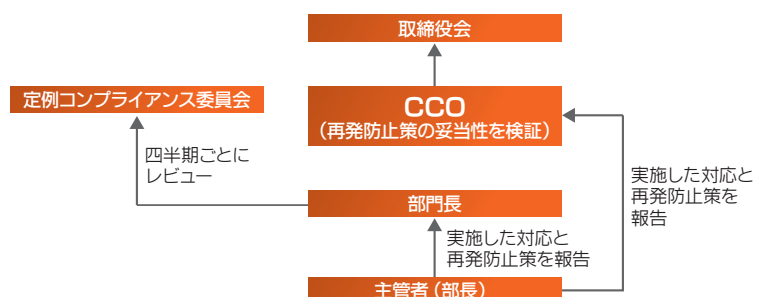 取締役会
定例コンプライアンス委員会
CCO
（再発防止策の妥当性を検証）
四半期ごとに
レビュー
実施した対応と
再発防止策を
報告
部門長
実施した対応と
再発防止策を報告
主管者（部長）